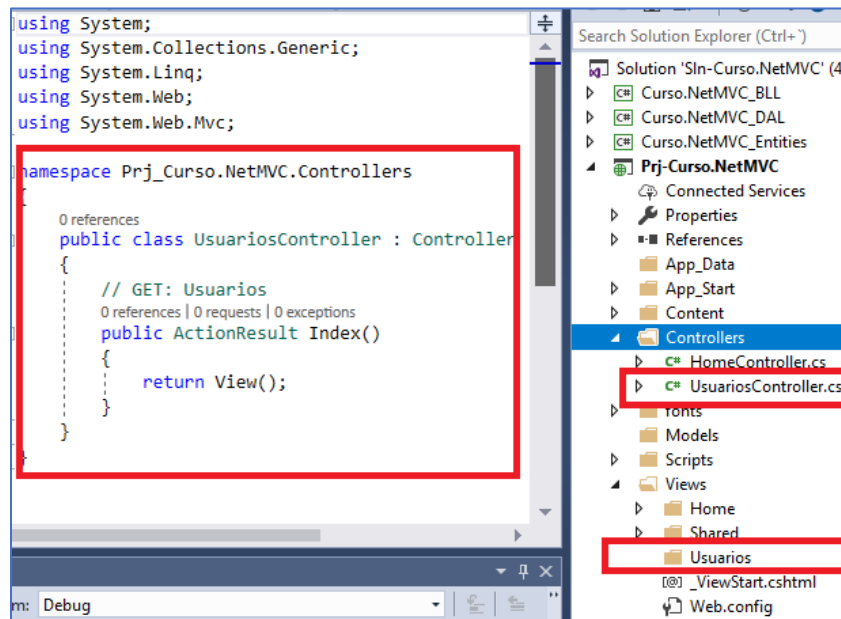 using System;
using System.Collections.Generic;
using System.Linq;
using System.Web;
using System.Web.Mvc;
namespace Prj_Curso.NetMVC.Controllers
{
0 references
public class UsuariosController : Controller
{
// GET: Usuarios
0 references | 0 requests | 0 exceptions
public ActionResult Index()
{
return View();
}
}
}
m: Debug
Search Solution Explorer (Ctrl+`)
Solution 'Sln-Curso.NetMVC' (4
C# Curso.NetMVC_BLL
C# Curso.NetMVC_DAL
C# Curso.NetMVC_Entities
Prj-Curso.NetMVC
Connected Services
Properties
References
App_Data
App_Start
Content
Controllers
C# HomeController.cs
C# UsuariosController.cs
fonts
Models
Scripts
Views
Home
Shared
Usuarios
[@] _ViewStart.cshtml
Web.config